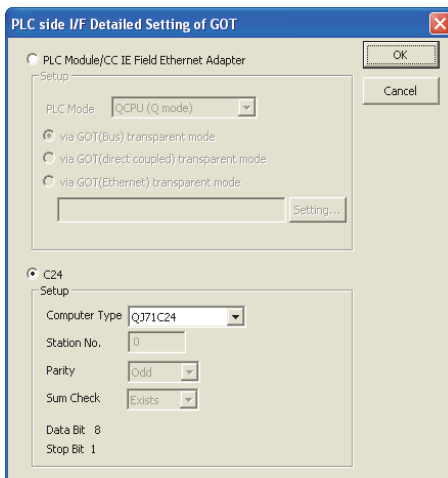 PLC side I/F Detailed Setting of GOT
OK
Cancel
PLC Module/CC IE Field Ethernet Adapter
Setup
PLC Mode QCPU (Q mode)
via GOT(Bus) transparent mode
via GOT(direct coupled) transparent mode
via GOT(Ethernet) transparent mode
Setting...
C24
Setup
Computer Type QJ71C24
Station No. 0
Parity Odd
Sum Check Exists
Data Bit 8
Stop Bit 1